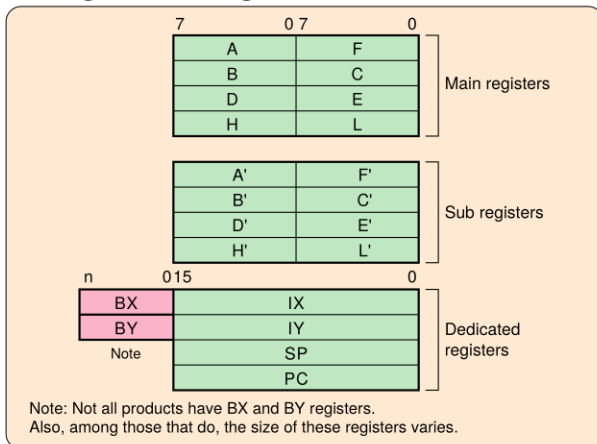 7 0 7 0
A F
B C
D E
H L
Main registers
A' F'
B' C'
D' E'
H' L'
Sub registers
n 0 15 0
BX IX
BY IY
Note SP
PC
Dedicated
registers
Note: Not all products have BX and BY registers.
Also, among those that do, the size of these registers varies.